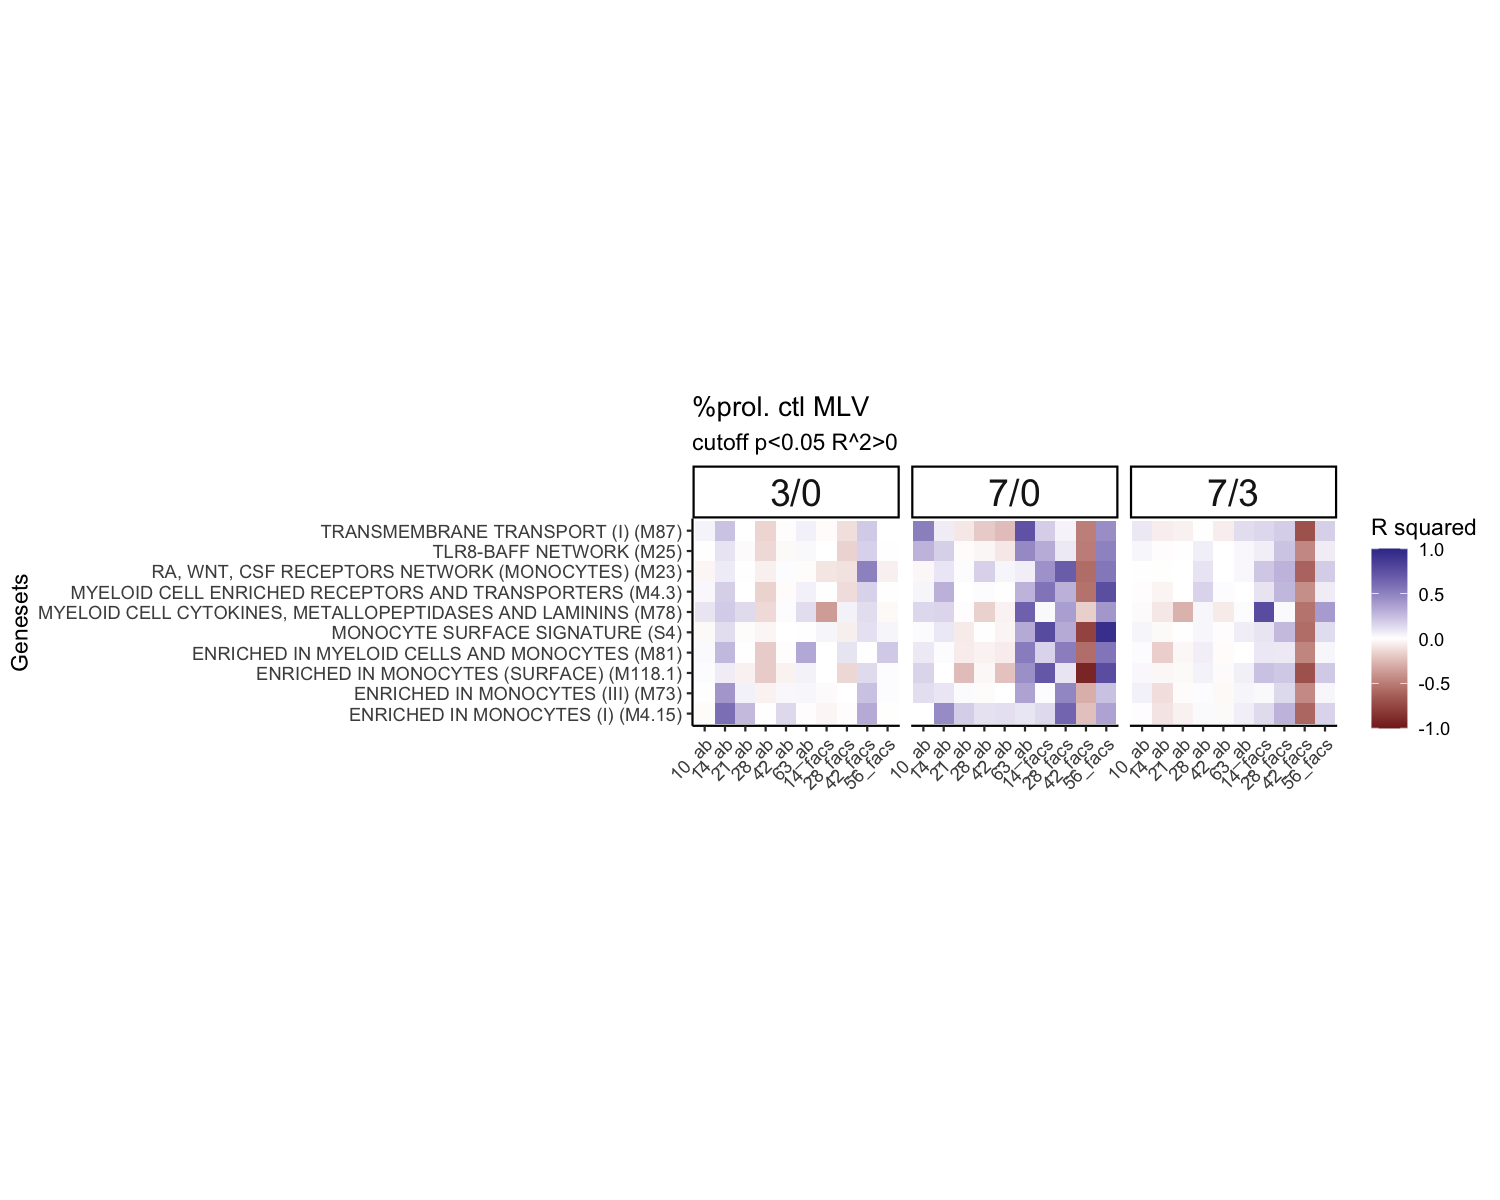 %prol. ctl MLV
cutoff p<0.05 R^2>0
3/0
7/0
7/3
Genesets
TRANSMEMBRANE TRANSPORT (I) (M87)
TLR8-BAFF NETWORK (M25)
RA, WNT, CSF RECEPTORS NETWORK (MONOCYTES) (M23)
MYELOID CELL ENRICHED RECEPTORS AND TRANSPORTERS (M4.3)
MYELOID CELL CYTOKINES, METALLOPEPTIDASES AND LAMININS (M78)
MONOCYTE SURFACE SIGNATURE (S4)
ENRICHED IN MYELOID CELLS AND MONOCYTES (M81)
ENRICHED IN MONOCYTES (SURFACE) (M118.1)
ENRICHED IN MONOCYTES (III) (M73)
ENRICHED IN MONOCYTES (I) (M4.15)
10_ab
14_ab
21_ab
28_ab
42_ab
63_ab
14_facs
28_facs
42_facs
56_facs
10_ab
14_ab
21_ab
28_ab
42_ab
63_ab
14_facs
28_facs
42_facs
56_facs
10_ab
14_ab
21_ab
28_ab
42_ab
63_ab
14_facs
28_facs
42_facs
56_facs
R squared
1.0
0.5
0.0
-0.5
-1.0